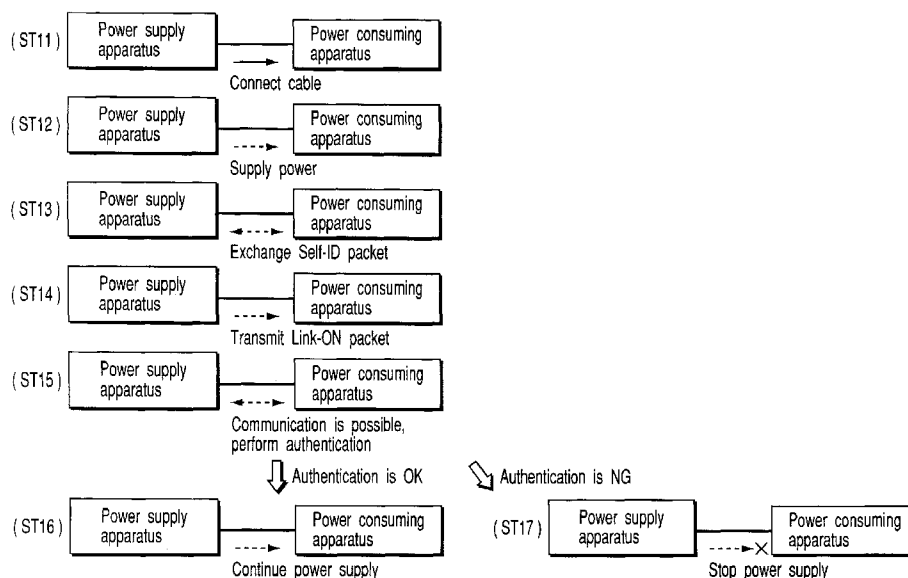 (ST11)
Power supply
apparatus
Power consuming
apparatus
Connect cable
(ST12)
Power supply
apparatus
Power consuming
apparatus
Supply power
(ST13)
Power supply
apparatus
Power consuming
apparatus
Exchange Self-ID packet
(ST14)
Power supply
apparatus
Power consuming
apparatus
Transmit Link-ON packet
(ST15)
Power supply
apparatus
Power consuming
apparatus
Communication is possible,
perform authentication
Authentication is OK
Authentication is NG
(ST16)
Power supply
apparatus
Power consuming
apparatus
Continue power supply
(ST17)
Power supply
apparatus
Power consuming
apparatus
Stop power supply